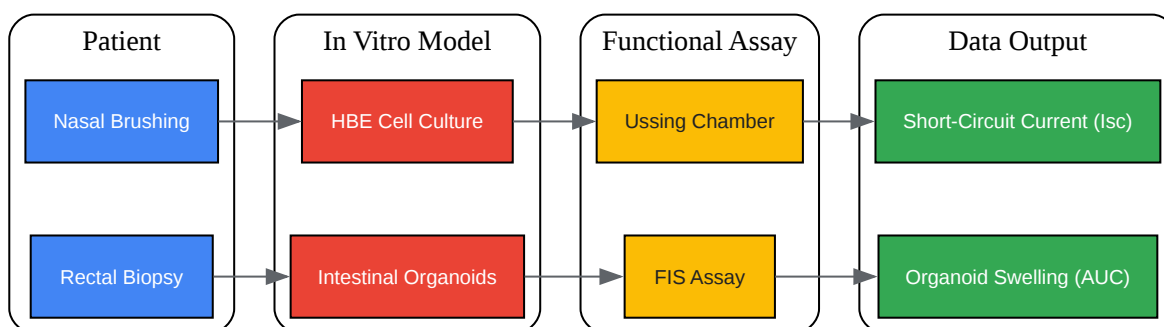 Patient
In Vitro Model
Functional Assay
Data Output
Nasal Brushing
HBE Cell Culture
Ussing Chamber
Short-Circuit Current (Isc)
Rectal Biopsy
Intestinal Organoids
FIS Assay
Organoid Swelling (AUC)